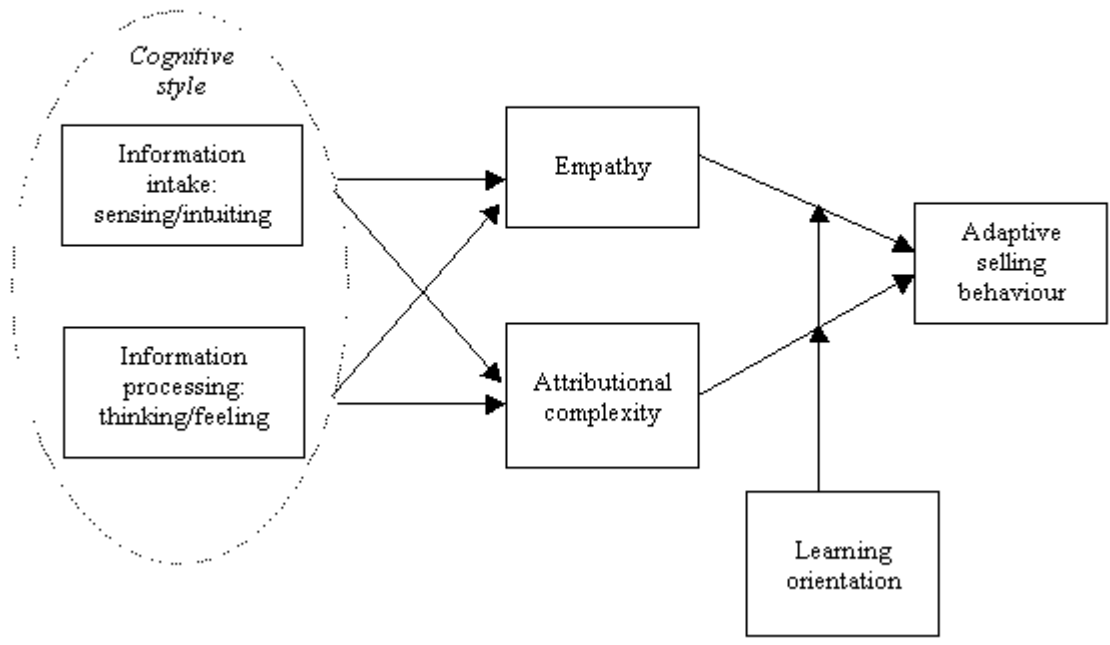 Cognitive
style
Information
intake:
sensing/intuiting
Empathy
Adaptive
selling
behaviour
Information
processing:
thinking/feeling
Attributional
complexity
Learning
orientation